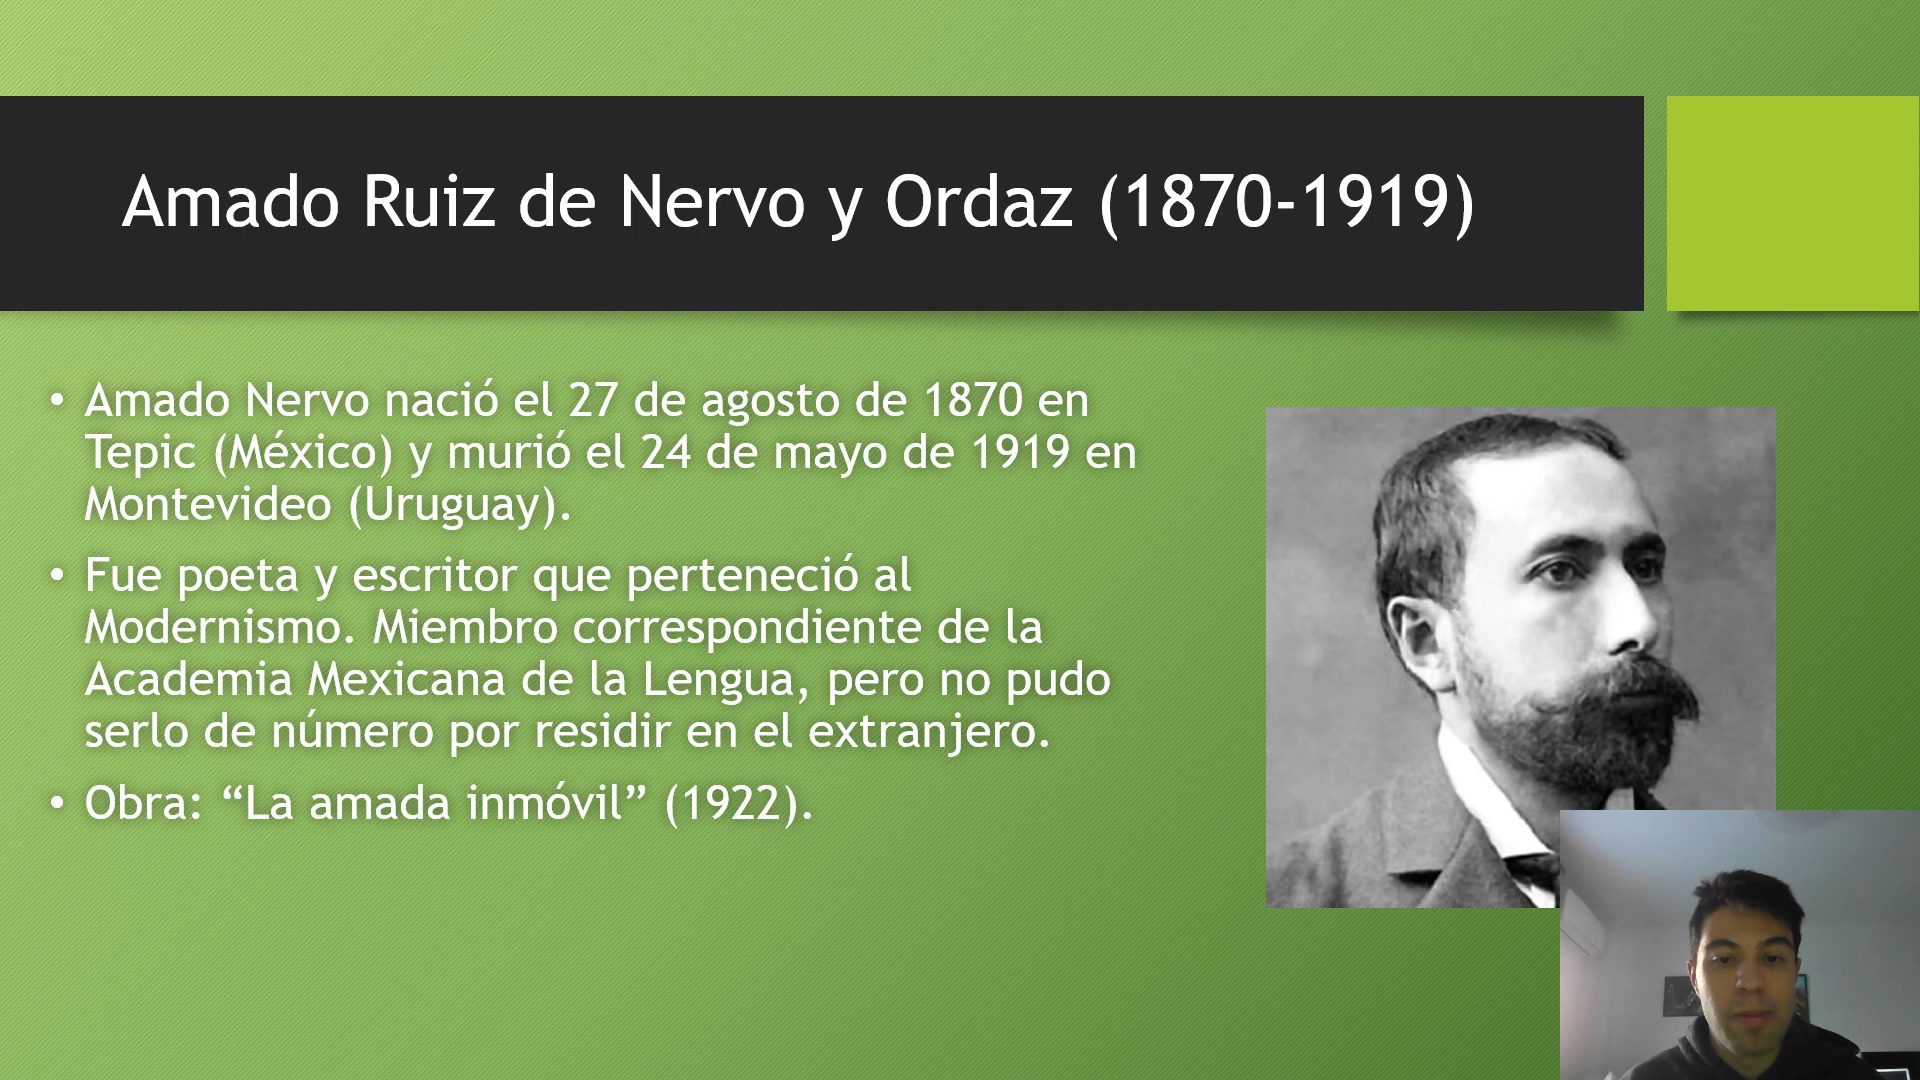 Amado Ruiz de Nervo y Ordaz (1870-1919)
• Amado Nervo nació el 27 de agosto de 1870 en
Tepic (México) y murió el 24 de mayo de 1919 en
Montevideo (Uruguay).
• Fue poeta y escritor que perteneció al
Modernismo. Miembro correspondiente de la
Academia Mexicana de la Lengua, pero no pudo
serlo de número por residir en el extranjero.
• Obra: “La amada inmóvil” (1922).